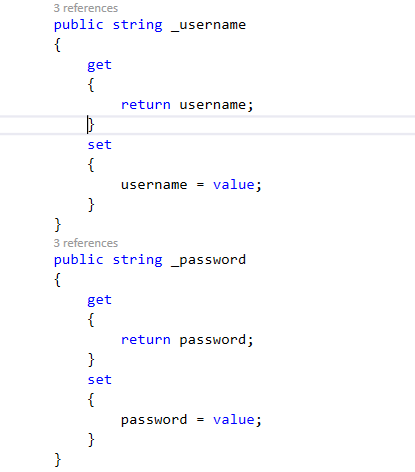 3 references
public string _username
{
get
{
return username;
}
set
{
username = value;
}
}
3 references
public string _password
{
get
{
return password;
}
set
{
password = value;
}
}